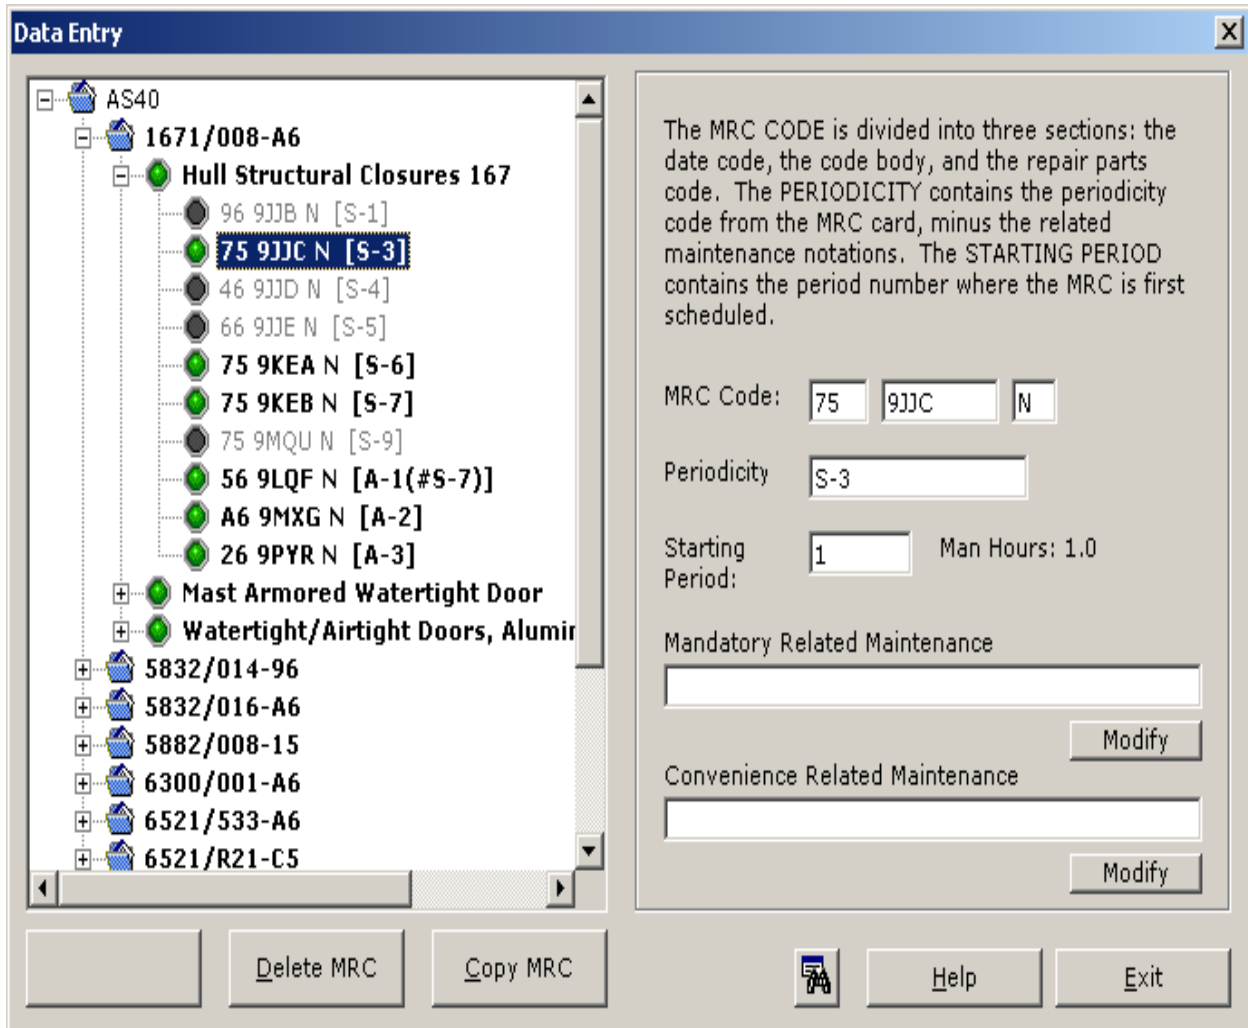 Data Entry
AS40
1671/008-A6
Hull Structural Closures 167
96 9JJB N [S-1]
75 9JJC N [S-3]
46 9JJD N [S-4]
66 9JJE N [S-5]
75 9KEA N [S-6]
75 9KEB N [S-7]
75 9MQU N [S-9]
56 9LQF N [A-1(#S-7)]
A6 9MXG N [A-2]
26 9PYR N [A-3]
Mast Armored Watertight Door
Watertight/Airtight Doors, Alumin
5832/014-96
5832/016-A6
5882/008-15
6300/001-A6
6521/533-A6
6521/R21-C5
Delete MRC
Copy MRC
The MRC CODE is divided into three sections: the
date code, the code body, and the repair parts
code. The PERIODICITY contains the periodicity
code from the MRC card, minus the related
maintenance notations. The STARTING PERIOD
contains the period number where the MRC is first
scheduled.
MRC Code: 75 9JJC N
Periodicity S-3
Starting
Period: 1 Man Hours: 1.0
Mandatory Related Maintenance
Modify
Convenience Related Maintenance
Modify
Help
Exit